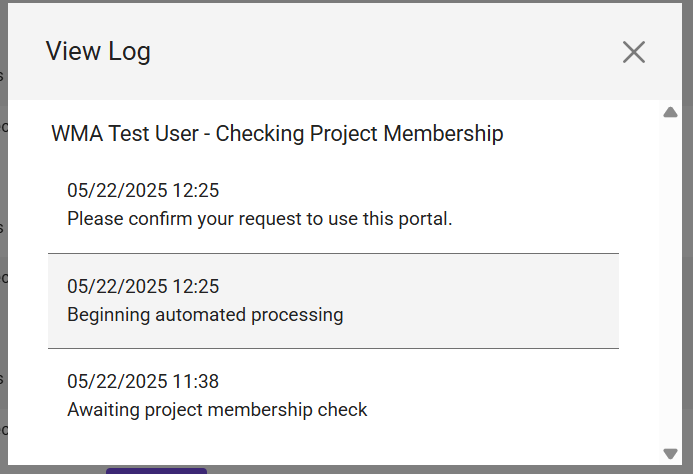 View Log
WMA Test User - Checking Project Membership
05/22/2025 12:25
Please confirm your request to use this portal.
05/22/2025 12:25
Beginning automated processing
05/22/2025 11:38
Awaiting project membership check